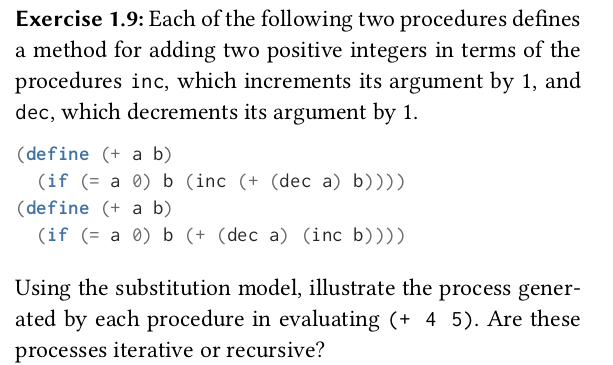 Exercise 1.9: Each of the following two procedures defines
a method for adding two positive integers in terms of the
procedures inc, which increments its argument by 1, and
dec, which decrements its argument by 1.
(define (+ a b)
  (if (= a 0) b (inc (+ (dec a) b))))
(define (+ a b)
  (if (= a 0) b (+ (dec a) (inc b))))
Using the substitution model, illustrate the process gener-
ated by each procedure in evaluating (+ 4 5). Are these
processes iterative or recursive?